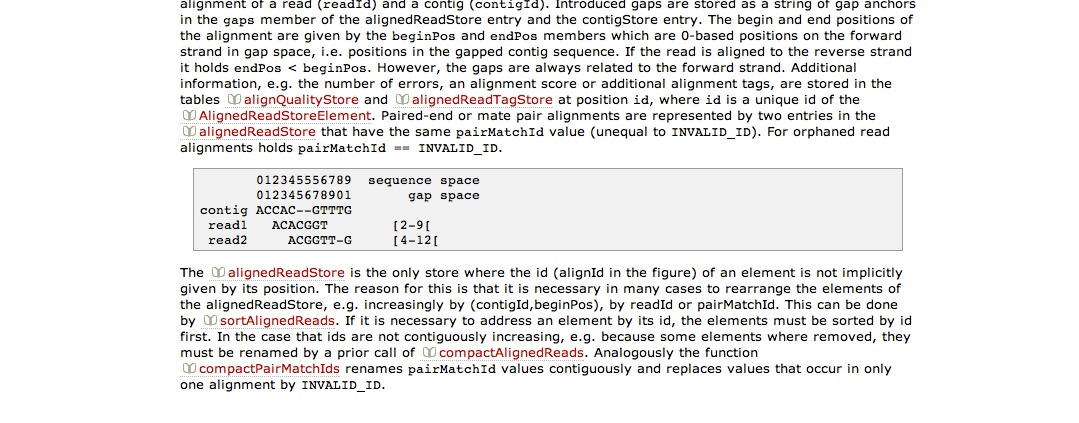 alignment of a read (readId) and a contig (contigId). Introduced gaps are stored as a string of gap anchors
in the gaps member of the alignedReadStore entry and the contigStore entry. The begin and end positions of
the alignment are given by the beginPos and endPos members which are 0-based positions on the forward
strand in gap space, i.e. positions in the gapped contig sequence. If the read is aligned to the reverse strand
it holds endPos < beginPos. However, the gaps are always related to the forward strand. Additional
information, e.g. the number of errors, an alignment score or additional alignment tags, are stored in the
tables alignQualityStore and alignedReadTagStore at position id, where id is a unique id of the
AlignedReadStoreElement. Paired-end or mate pair alignments are represented by two entries in the
alignedReadStore that have the same pairMatchId value (unequal to INVALID_ID). For orphaned read
alignments holds pairMatchId == INVALID_ID.
012345556789  sequence space
012345678901       gap space
contig ACCAC--GTTTG
read1   ACACGGT        [2-9[
read2     ACGGTT-G     [4-12[
The alignedReadStore is the only store where the id (alignId in the figure) of an element is not implicitly
given by its position. The reason for this is that it is necessary in many cases to rearrange the elements of
the alignedReadStore, e.g. increasingly by (contigId,beginPos), by readId or pairMatchId. This can be done
by sortAlignedReads. If it is necessary to address an element by its id, the elements must be sorted by id
first. In the case that ids are not contiguously increasing, e.g. because some elements where removed, they
must be renamed by a prior call of compactAlignedReads. Analogously the function
compactPairMatchIds renames pairMatchId values contiguously and replaces values that occur in only
one alignment by INVALID_ID.